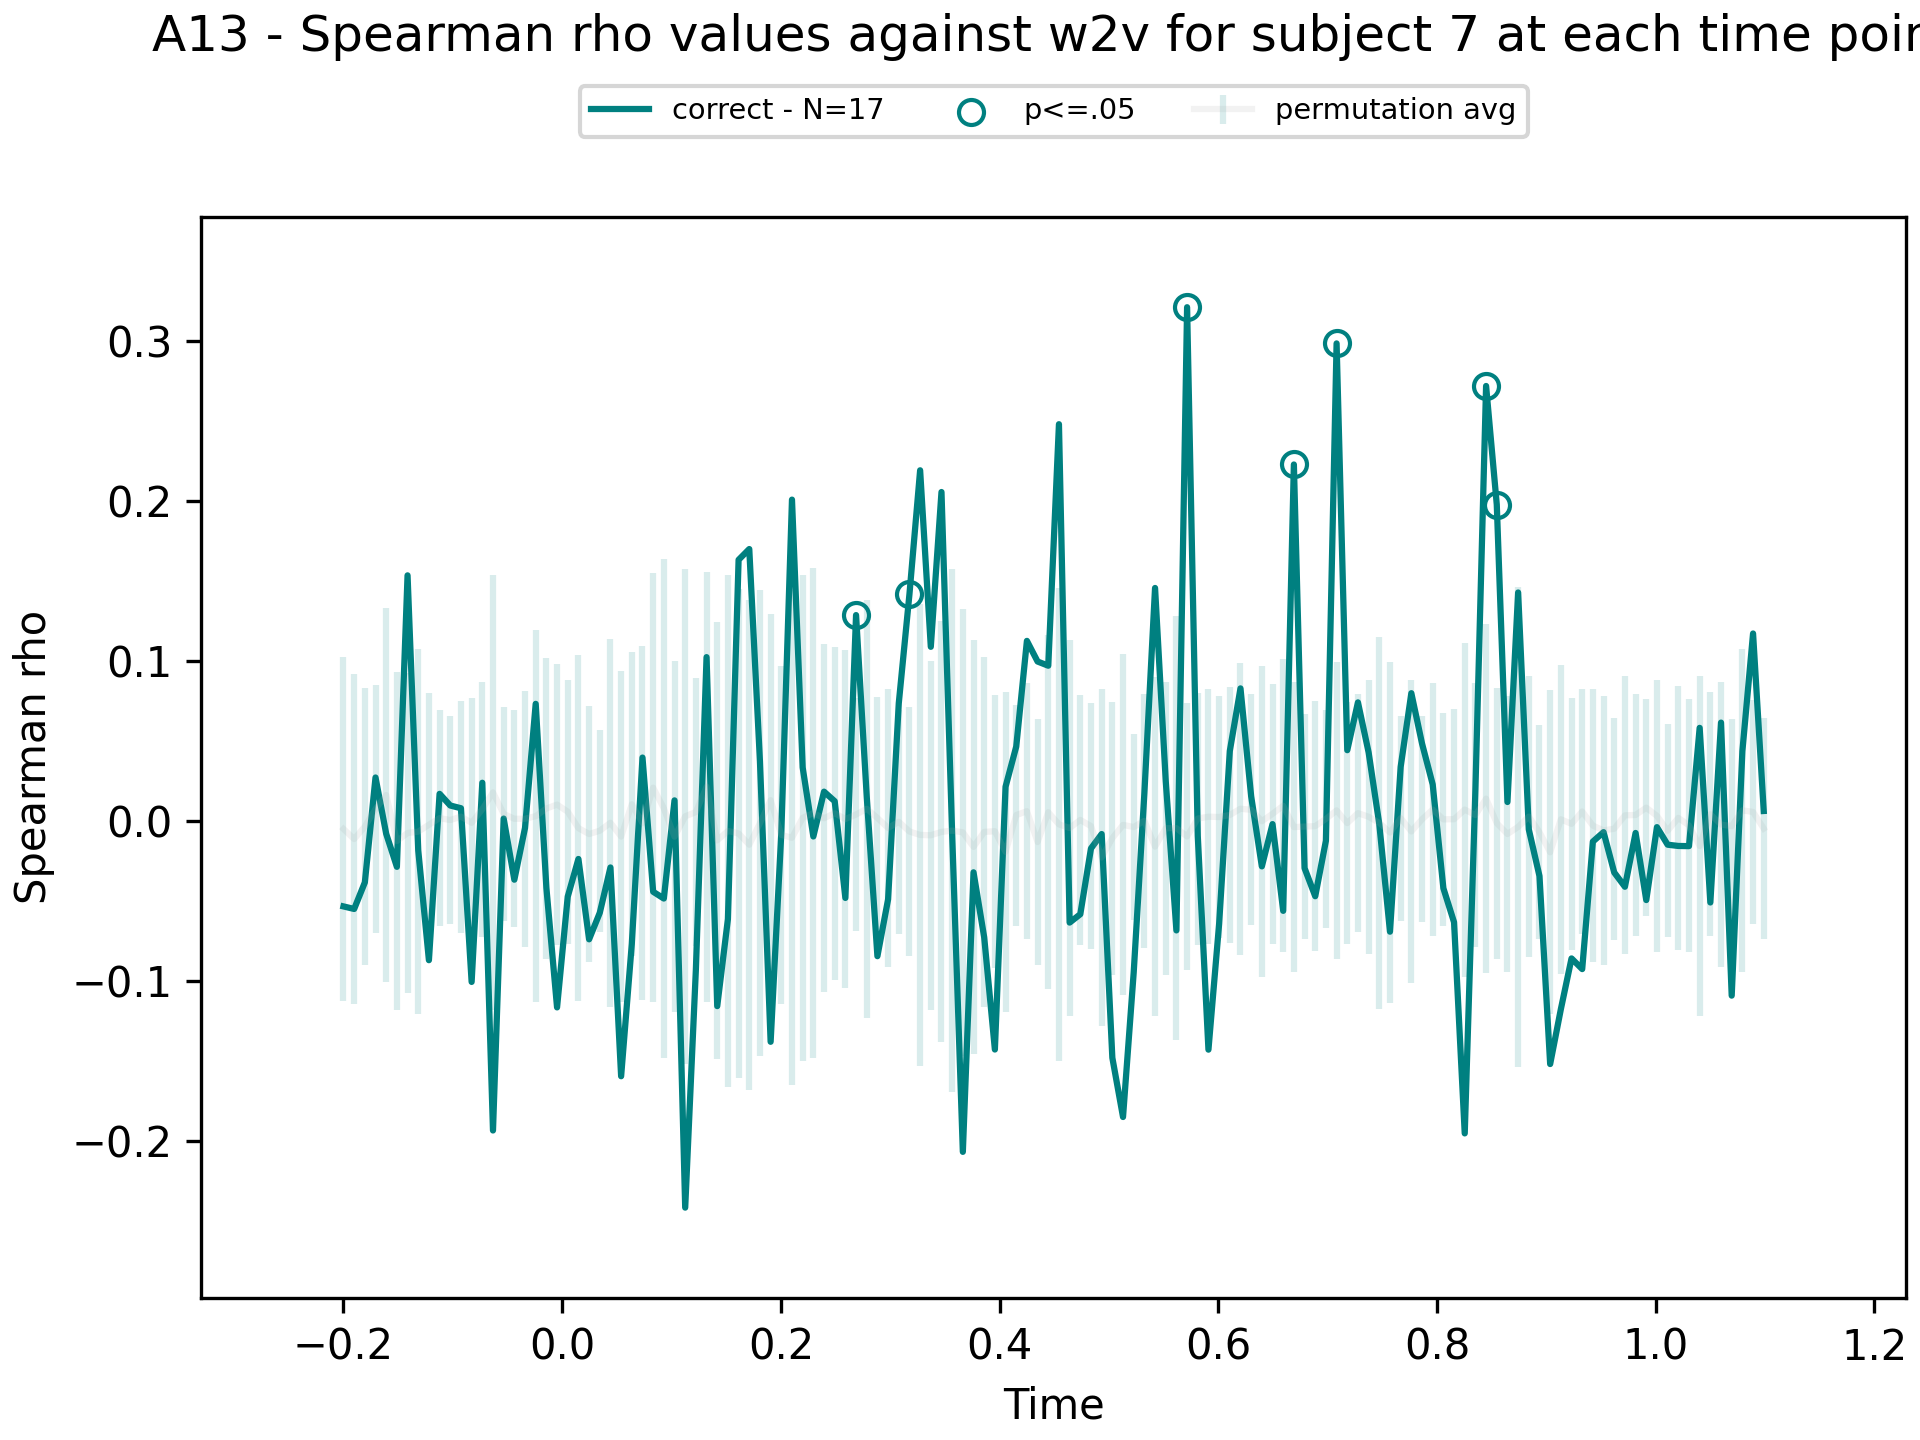 A13 - Spearman rho values against w2v for subject 7 at each time poin
correct - N=17
p<=.05
permutation avg
Spearman rho
0.3
0.2
0.1
0.0
−0.1
−0.2
−0.2
0.0
0.2
0.4
0.6
0.8
1.0
1.2
Time